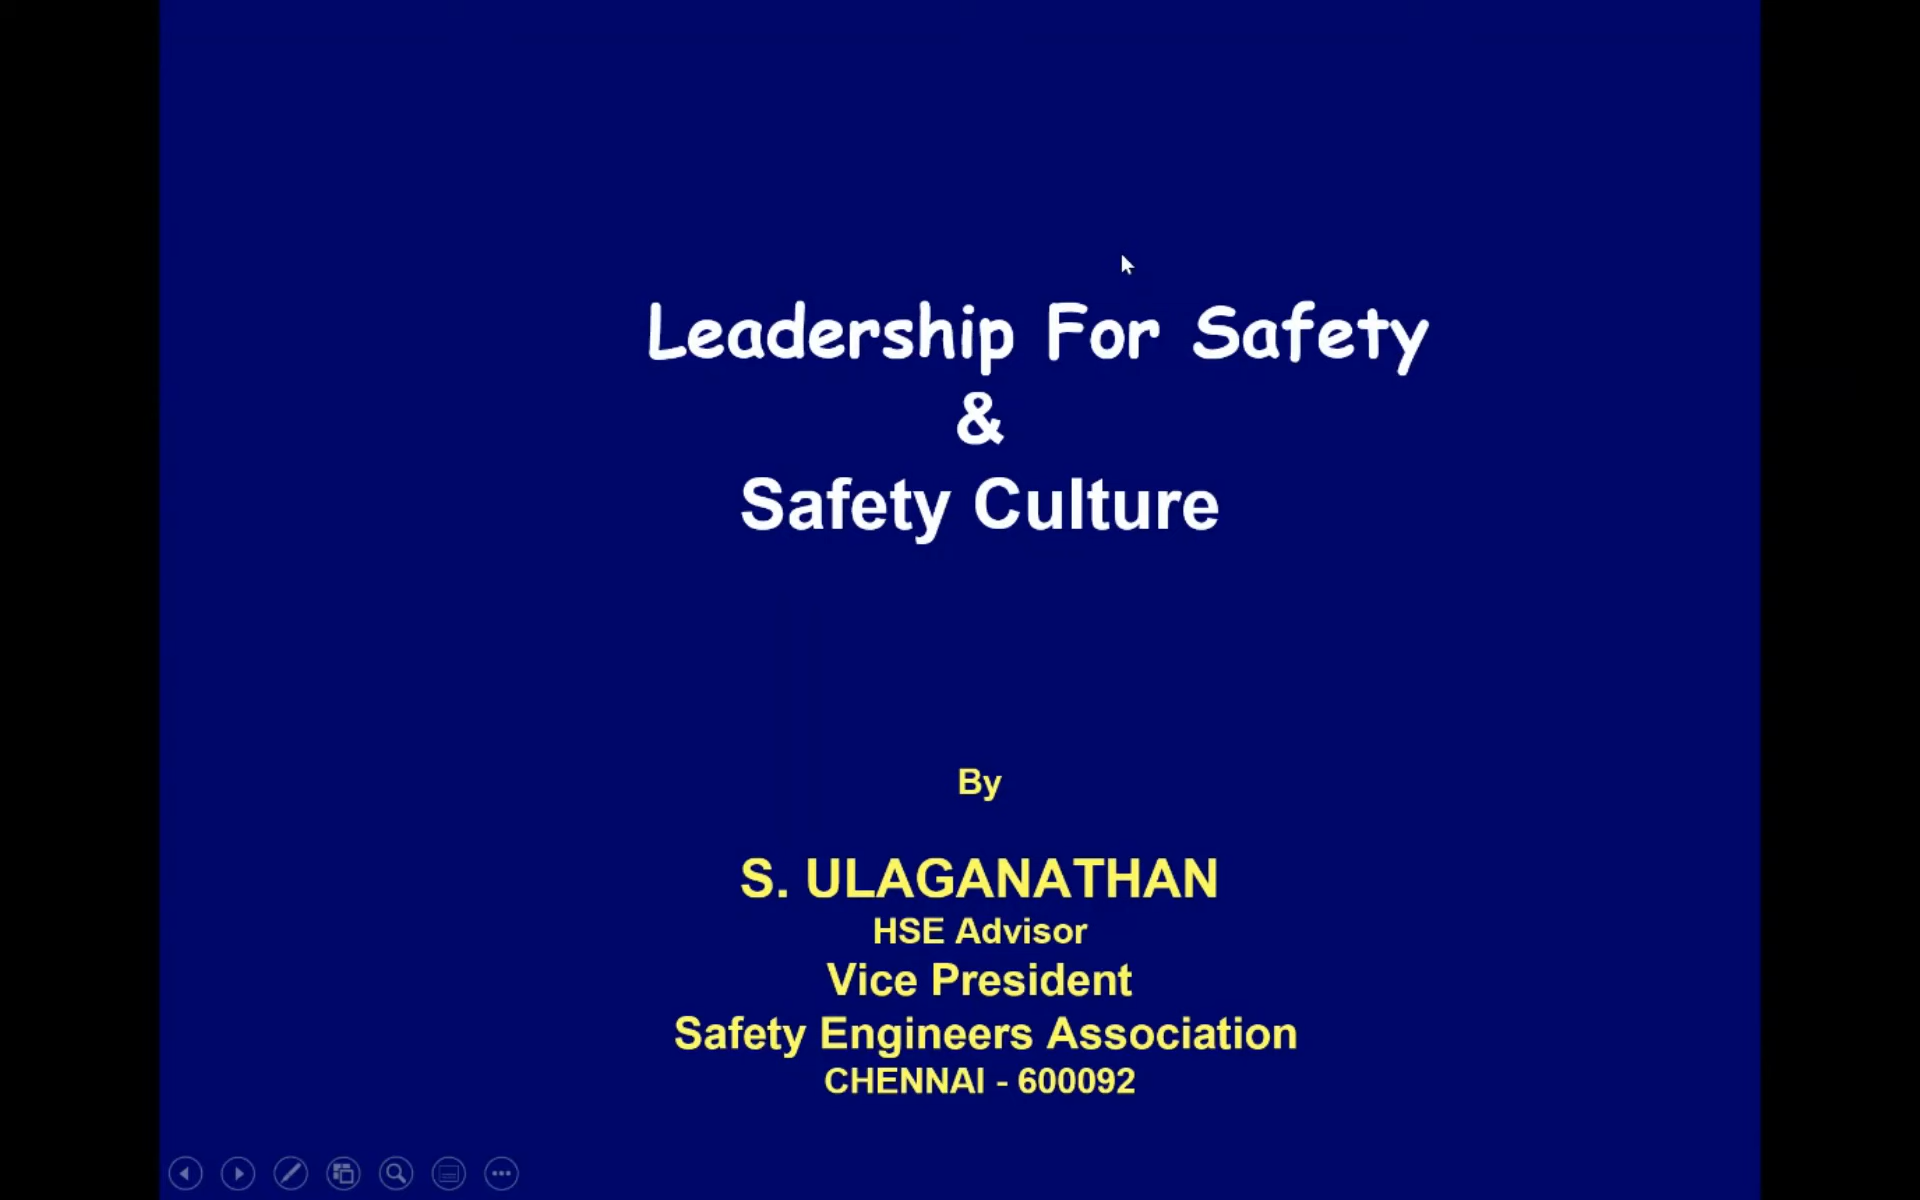 Leadership For Safety
&
Safety Culture
By
S. ULAGANATHAN
HSE Advisor
Vice President
Safety Engineers Association
CHENNAI - 600092